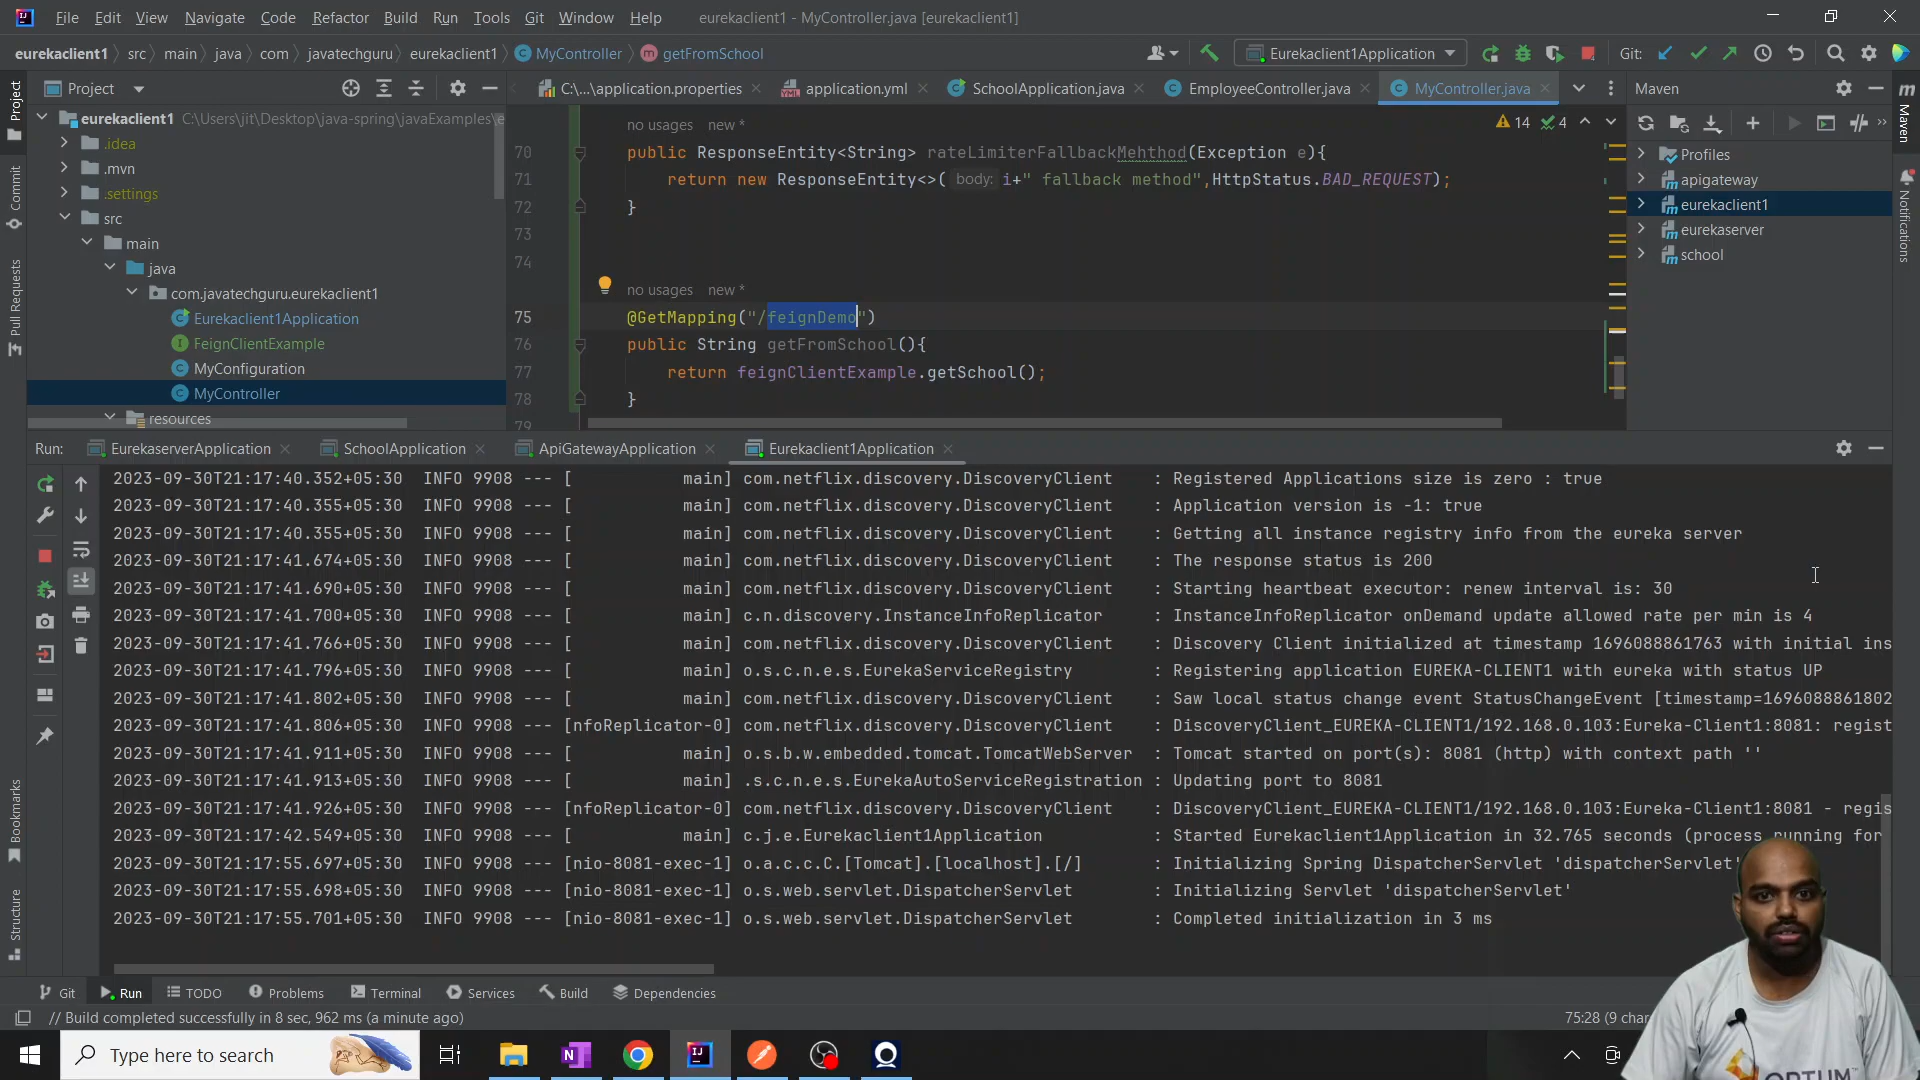 File Edit View Navigate Code Refactor Build Run Tools Git Window Help eurekaclient1 - MyController.java [eurekaclient1]
eurekaclient1 src main java com javatechguru eurekaclient1 MyController getFromSchool Eurekaclient1Application Git:
Project C:\...\application.properties application.yml SchoolApplication.java EmployeeController.java MyController.java Maven
eurekaclient1 C:\Users\jit\Desktop\java-spring\javaExamples\e
.idea
.mvn
.settings
src
main
java
com.javatechguru.eurekaclient1
Eurekaclient1Application
FeignClientExample
MyConfiguration
MyController
resources
no usages new *
14 4
70 public ResponseEntity<String> rateLimiterFallbackMehthod(Exception e){
71 return new ResponseEntity<>( body: i+" fallback method",HttpStatus.BAD_REQUEST);
72 }
73
74
no usages new *
75 @GetMapping("/feignDemo")
76 public String getFromSchool(){
77 return feignClientExample.getSchool();
78 }
79
Profiles
apigateway
eurekaclient1
eurekaserver
school
Project
Commit
Pull Requests
Bookmarks
Structure
Maven
Notifications
Run: EurekaserverApplication SchoolApplication ApiGatewayApplication Eurekaclient1Application
2023-09-30T21:17:40.352+05:30 INFO 9908 --- [ main] com.netflix.discovery.DiscoveryClient : Registered Applications size is zero : true
2023-09-30T21:17:40.355+05:30 INFO 9908 --- [ main] com.netflix.discovery.DiscoveryClient : Application version is -1: true
2023-09-30T21:17:40.355+05:30 INFO 9908 --- [ main] com.netflix.discovery.DiscoveryClient : Getting all instance registry info from the eureka server
2023-09-30T21:17:41.674+05:30 INFO 9908 --- [ main] com.netflix.discovery.DiscoveryClient : The response status is 200
2023-09-30T21:17:41.690+05:30 INFO 9908 --- [ main] com.netflix.discovery.DiscoveryClient : Starting heartbeat executor: renew interval is: 30
2023-09-30T21:17:41.700+05:30 INFO 9908 --- [ main] c.n.discovery.InstanceInfoReplicator : InstanceInfoReplicator onDemand update allowed rate per min is 4
2023-09-30T21:17:41.766+05:30 INFO 9908 --- [ main] com.netflix.discovery.DiscoveryClient : Discovery Client initialized at timestamp 1696088861763 with initial ins
2023-09-30T21:17:41.796+05:30 INFO 9908 --- [ main] o.s.c.n.e.s.EurekaServiceRegistry : Registering application EUREKA-CLIENT1 with eureka with status UP
2023-09-30T21:17:41.802+05:30 INFO 9908 --- [ main] com.netflix.discovery.DiscoveryClient : Saw local status change event StatusChangeEvent [timestamp=1696088861802
2023-09-30T21:17:41.806+05:30 INFO 9908 --- [nfoReplicator-0] com.netflix.discovery.DiscoveryClient : DiscoveryClient_EUREKA-CLIENT1/192.168.0.103:Eureka-Client1:8081: regist
2023-09-30T21:17:41.911+05:30 INFO 9908 --- [ main] o.s.b.w.embedded.tomcat.TomcatWebServer : Tomcat started on port(s): 8081 (http) with context path ''
2023-09-30T21:17:41.913+05:30 INFO 9908 --- [ main] .s.c.n.e.s.EurekaAutoServiceRegistration : Updating port to 8081
2023-09-30T21:17:41.926+05:30 INFO 9908 --- [nfoReplicator-0] com.netflix.discovery.DiscoveryClient : DiscoveryClient_EUREKA-CLIENT1/192.168.0.103:Eureka-Client1:8081 - regis
2023-09-30T21:17:42.549+05:30 INFO 9908 --- [ main] c.j.e.Eurekaclient1Application : Started Eurekaclient1Application in 32.765 seconds (process running for
2023-09-30T21:17:55.697+05:30 INFO 9908 --- [nio-8081-exec-1] o.a.c.c.C.[Tomcat].[localhost].[/] : Initializing Spring DispatcherServlet 'dispatcherServlet'
2023-09-30T21:17:55.698+05:30 INFO 9908 --- [nio-8081-exec-1] o.s.web.servlet.DispatcherServlet : Initializing Servlet 'dispatcherServlet'
2023-09-30T21:17:55.701+05:30 INFO 9908 --- [nio-8081-exec-1] o.s.web.servlet.DispatcherServlet : Completed initialization in 3 ms
Git Run TODO Problems Terminal Services Build Dependencies
// Build completed successfully in 8 sec, 962 ms (a minute ago) 75:28 (9 char
Type here to search
OPTUM